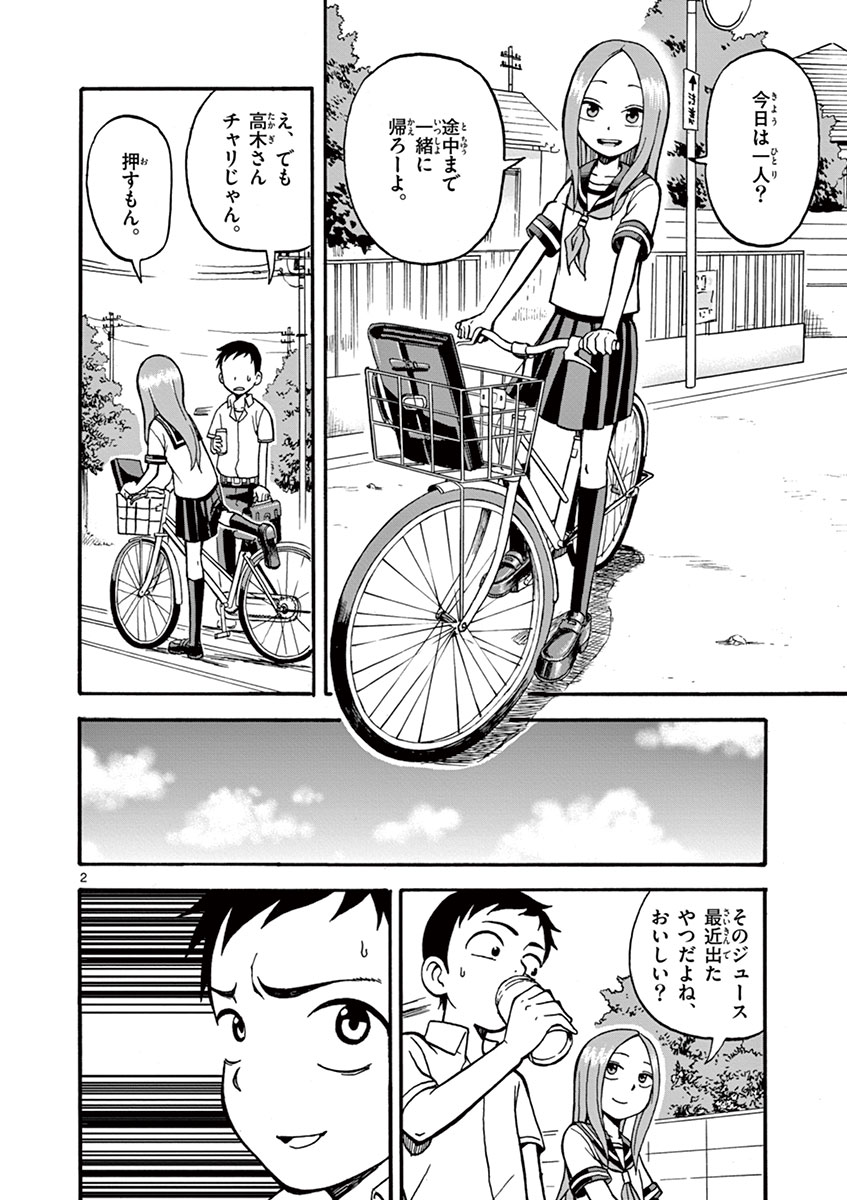 今日は一人？
途中まで
一緒に
帰ろーよ。
え、でも
高木さん
チャリじゃん。
押すもん。
そのジュース
最近出た
やつだよね、
おいしい？
2